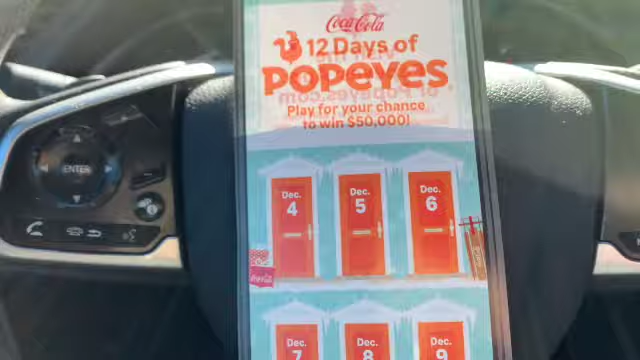 ENTER
Coca-Cola
12 Days of
POPEYES
Play for your chance
to win $50,000!
Dec. 4
Dec. 5
Dec. 6
Dec. 7
Dec. 8
Dec. 9